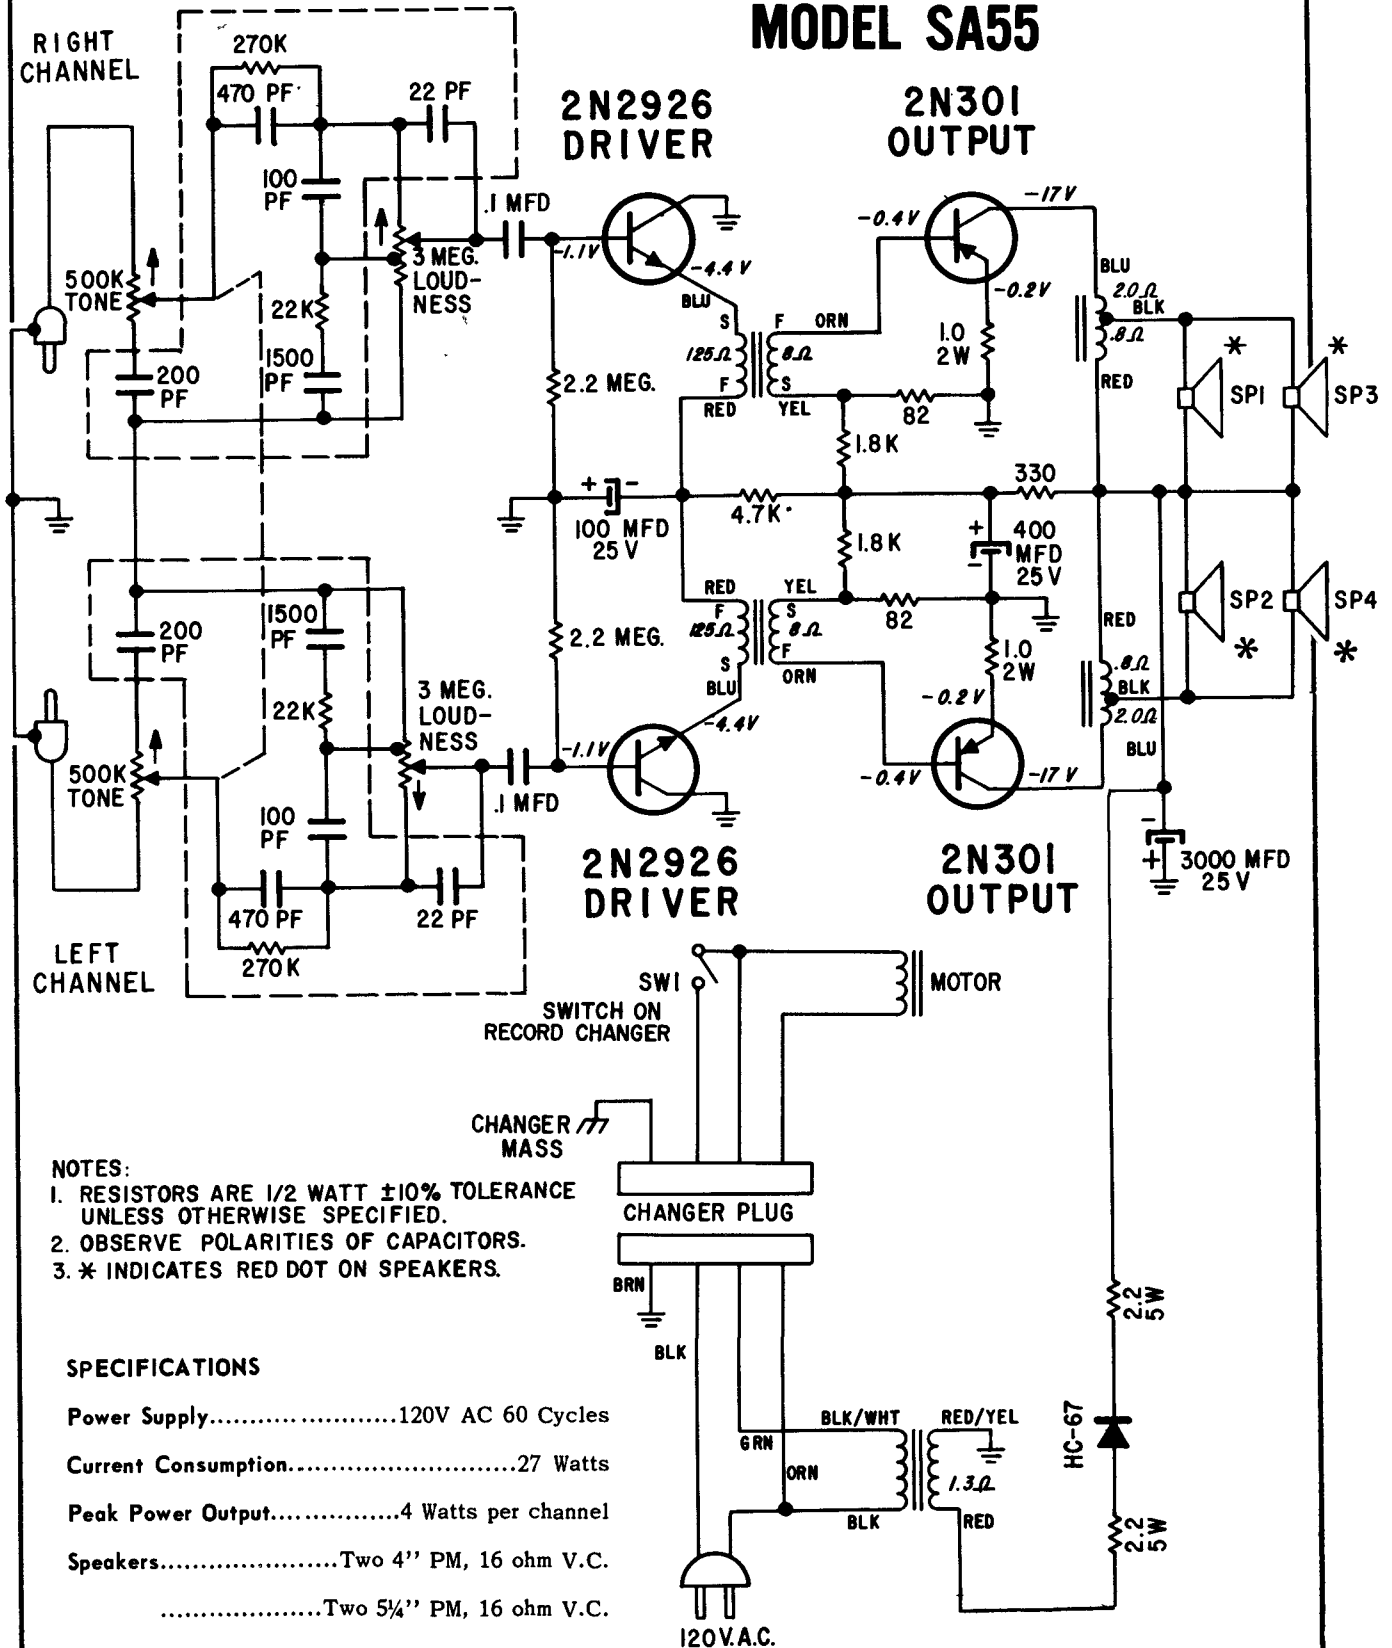 MODEL SA55
RIGHT
CHANNEL
270K
470 PF
22 PF
100
PF
2N2926
DRIVER
2N301
OUTPUT
.1 MFD
-1.1V
-4.4V
-0.4V
-17V
-0.2V
500K
TONE
3 MEG.
LOUD-
NESS
22K
1500
PF
200
PF
BLU
S
F
ORN
125Ω
8Ω
F
S
RED
YEL
1.0
2W
BLU
2.0Ω
BLK
.8Ω
RED
*
*
SP1
SP3
2.2 MEG.
82
1.8K
+
-
100 MFD
25V
4.7K
330
1.8K
+
400
MFD
25V
-
RED
YEL
F
S
125Ω
8Ω
S
F
BLU
ORN
82
1.0
2W
RED
SP2
SP4
*
*
.8Ω
BLK
2.0Ω
BLU
200
PF
1500
PF
2.2 MEG.
22K
3 MEG.
LOUD-
NESS
-4.4V
-0.2V
-1.1V
-0.4V
-17V
500K
TONE
100
PF
.1 MFD
2N2926
DRIVER
2N301
OUTPUT
-
+
3000 MFD
25V
470 PF
22 PF
270K
LEFT
CHANNEL
SW1
MOTOR
SWITCH ON
RECORD CHANGER
CHANGER
MASS
CHANGER PLUG
NOTES:
1. RESISTORS ARE 1/2 WATT ±10% TOLERANCE
UNLESS OTHERWISE SPECIFIED.
2. OBSERVE POLARITIES OF CAPACITORS.
3. * INDICATES RED DOT ON SPEAKERS.
BRN
BLK
2.2
5W
SPECIFICATIONS
Power Supply........................120V AC 60 Cycles
Current Consumption.............................27 Watts
Peak Power Output................4 Watts per channel
Speakers.......................Two 4" PM, 16 ohm V.C.
.....................Two 5¼" PM, 16 ohm V.C.
BLK/WHT
RED/YEL
GRN
ORN
1.3Ω
BLK
RED
HC-67
2.2
5W
120V.A.C.